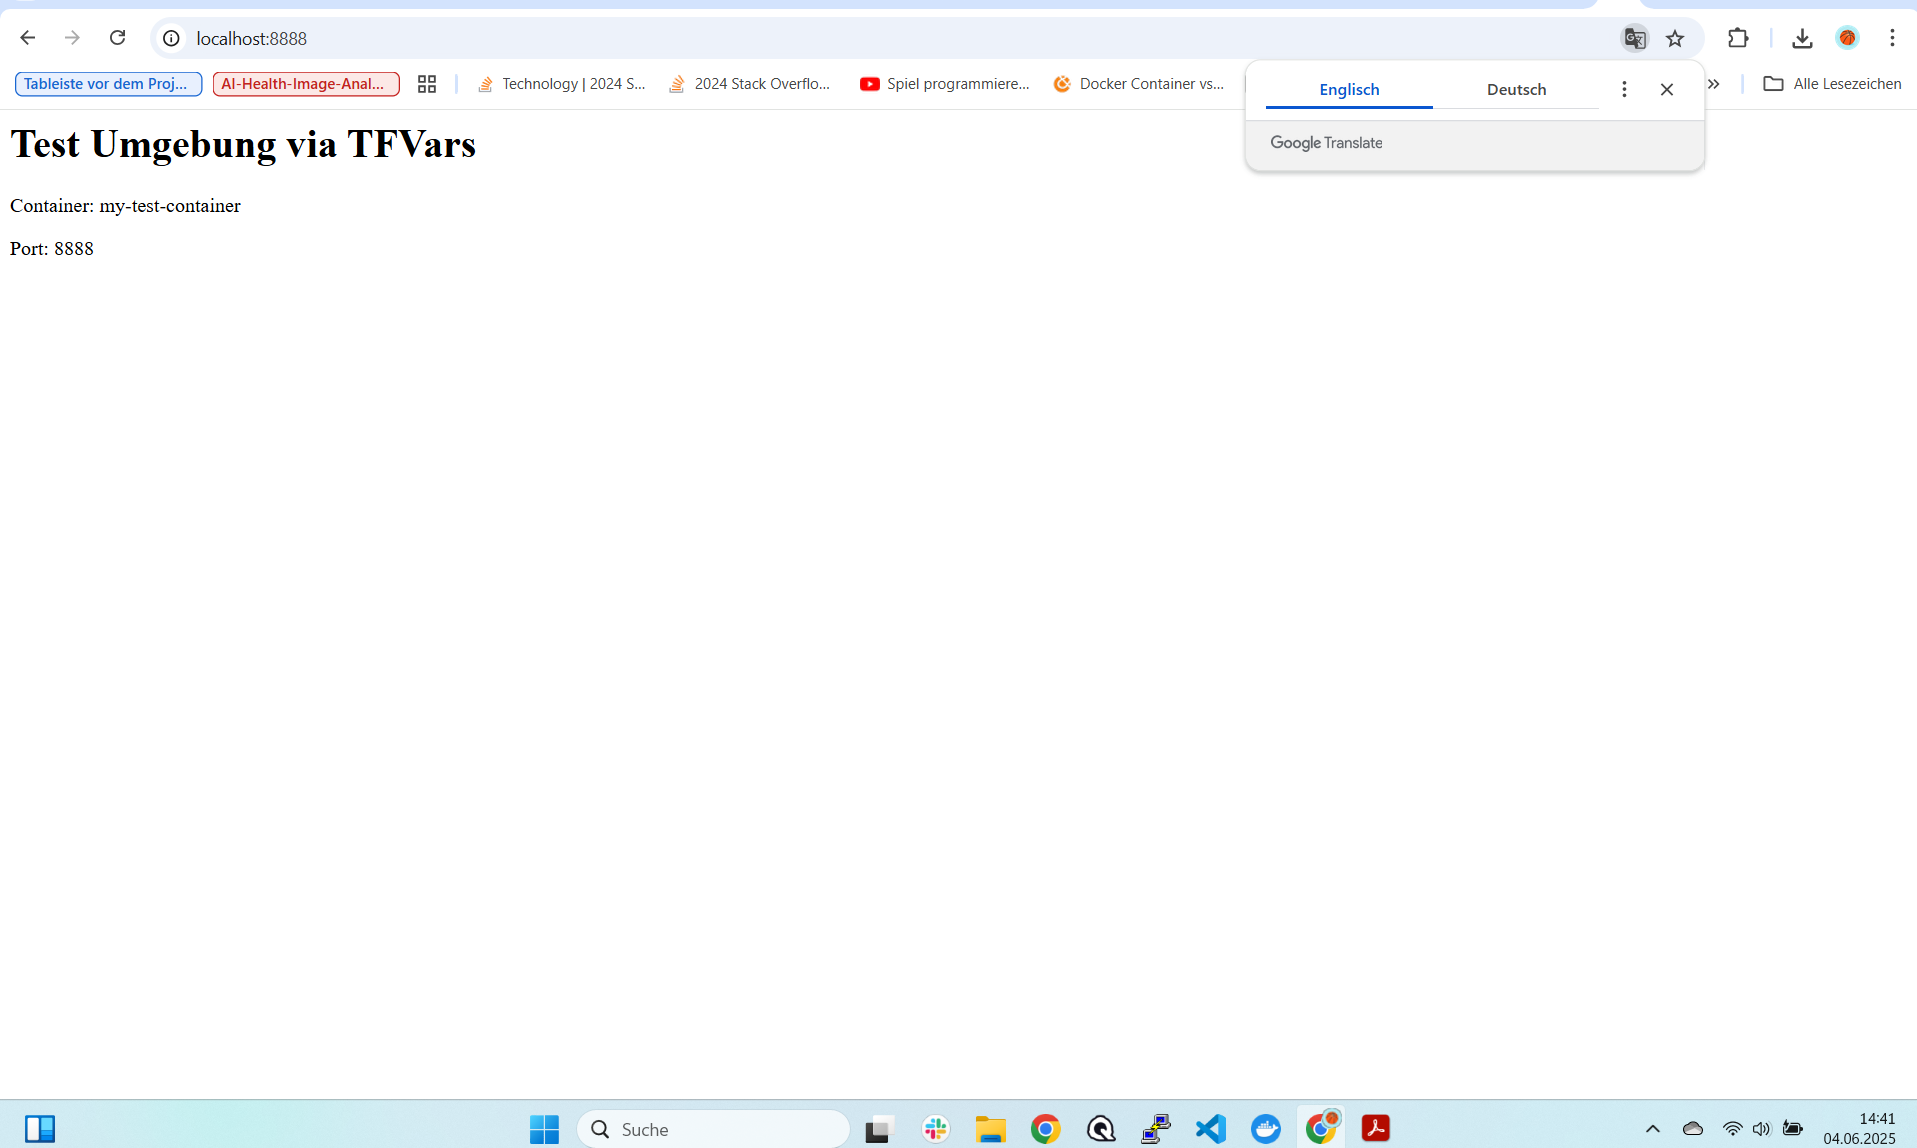 localhost:8888
Tableiste vor dem Proj...
AI-Health-Image-Anal...
Technology | 2024 S...
2024 Stack Overflo...
Spiel programmiere...
Docker Container vs...
Alle Lesezeichen
Englisch
Deutsch
Google Translate
Test Umgebung via TFVars
Container: my-test-container
Port: 8888
Suche
14:41
04.06.2025